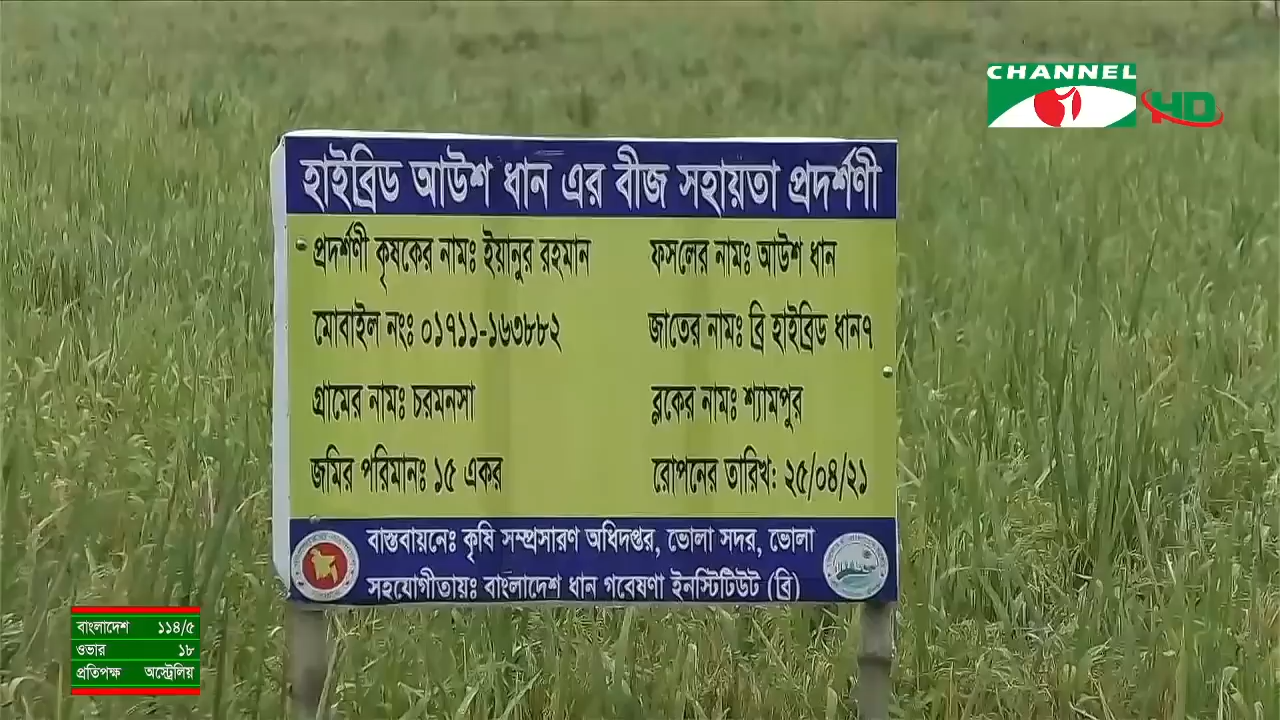 CHANNEL
HD
হাইব্রিড আউশ ধান এর বীজ সহায়তা প্রদর্শণী
প্রদর্শণী কৃষকের নামঃ ইয়ানুর রহমান
ফসলের নামঃ আউশ ধান
মোবাইল নংঃ ০১৭১১-১৬৩৮৮২
জাতের নামঃ ব্রি হাইব্রিড ধান৭
গ্রামের নামঃ চরমনসা
ব্লকের নামঃ শ্যামপুর
জমির পরিমানঃ ১৫ একর
রোপনের তারিখ: ২৫/০৪/২১
বাস্তবায়নেঃ কৃষি সম্প্রসারণ অধিদপ্তর, ভোলা সদর, ভোলা
সহযোগীতায়ঃ বাংলাদেশ ধান গবেষণা ইনস্টিটিউট (ব্রি)
বাংলাদেশ ১১৪/৫
ওভার ১৮
প্রতিপক্ষ অস্ট্রেলিয়